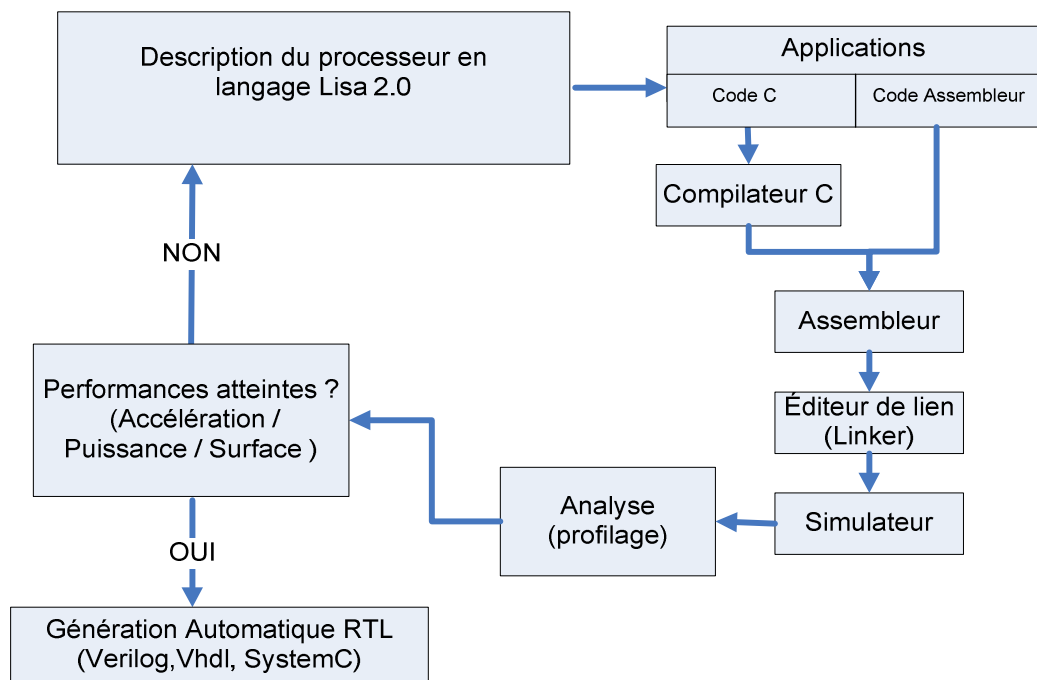 Description du processeur en
langage Lisa 2.0
Applications
Code C
Code Assembleur
Compilateur C
NON
Assembleur
Performances atteintes ?
(Accélération /
Puissance / Surface )
Éditeur de lien
(Linker)
Analyse
(profilage)
Simulateur
OUI
Génération Automatique RTL
(Verilog,Vhdl, SystemC)